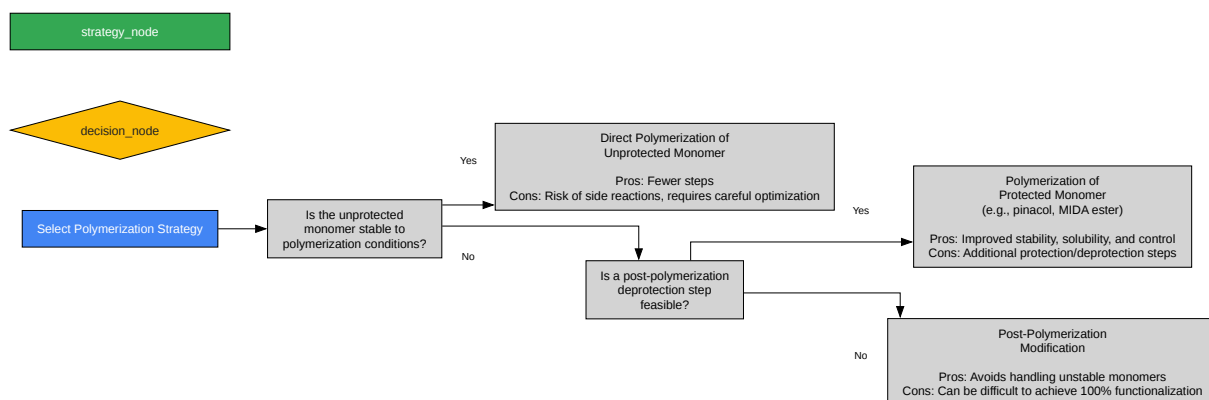 strategy_node
decision_node
Select Polymerization Strategy
Is the unprotected
monomer stable to
polymerization conditions?
Yes
No
Direct Polymerization of
Unprotected Monomer
Pros: Fewer steps
Cons: Risk of side reactions, requires careful optimization
Is a post-polymerization
deprotection step
feasible?
Yes
No
Polymerization of
Protected Monomer
(e.g., pinacol, MIDA ester)
Pros: Improved stability, solubility, and control
Cons: Additional protection/deprotection steps
Post-Polymerization
Modification
Pros: Avoids handling unstable monomers
Cons: Can be difficult to achieve 100% functionalization